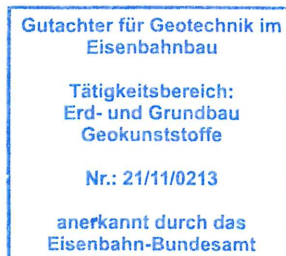 Gutachter für Geotechnik im
Eisenbahnbau
Tätigkeitsbereich:
Erd- und Grundbau
Geokunststoffe
Nr.: 21/11/0213
anerkannt durch das
Eisenbahn-Bundesamt